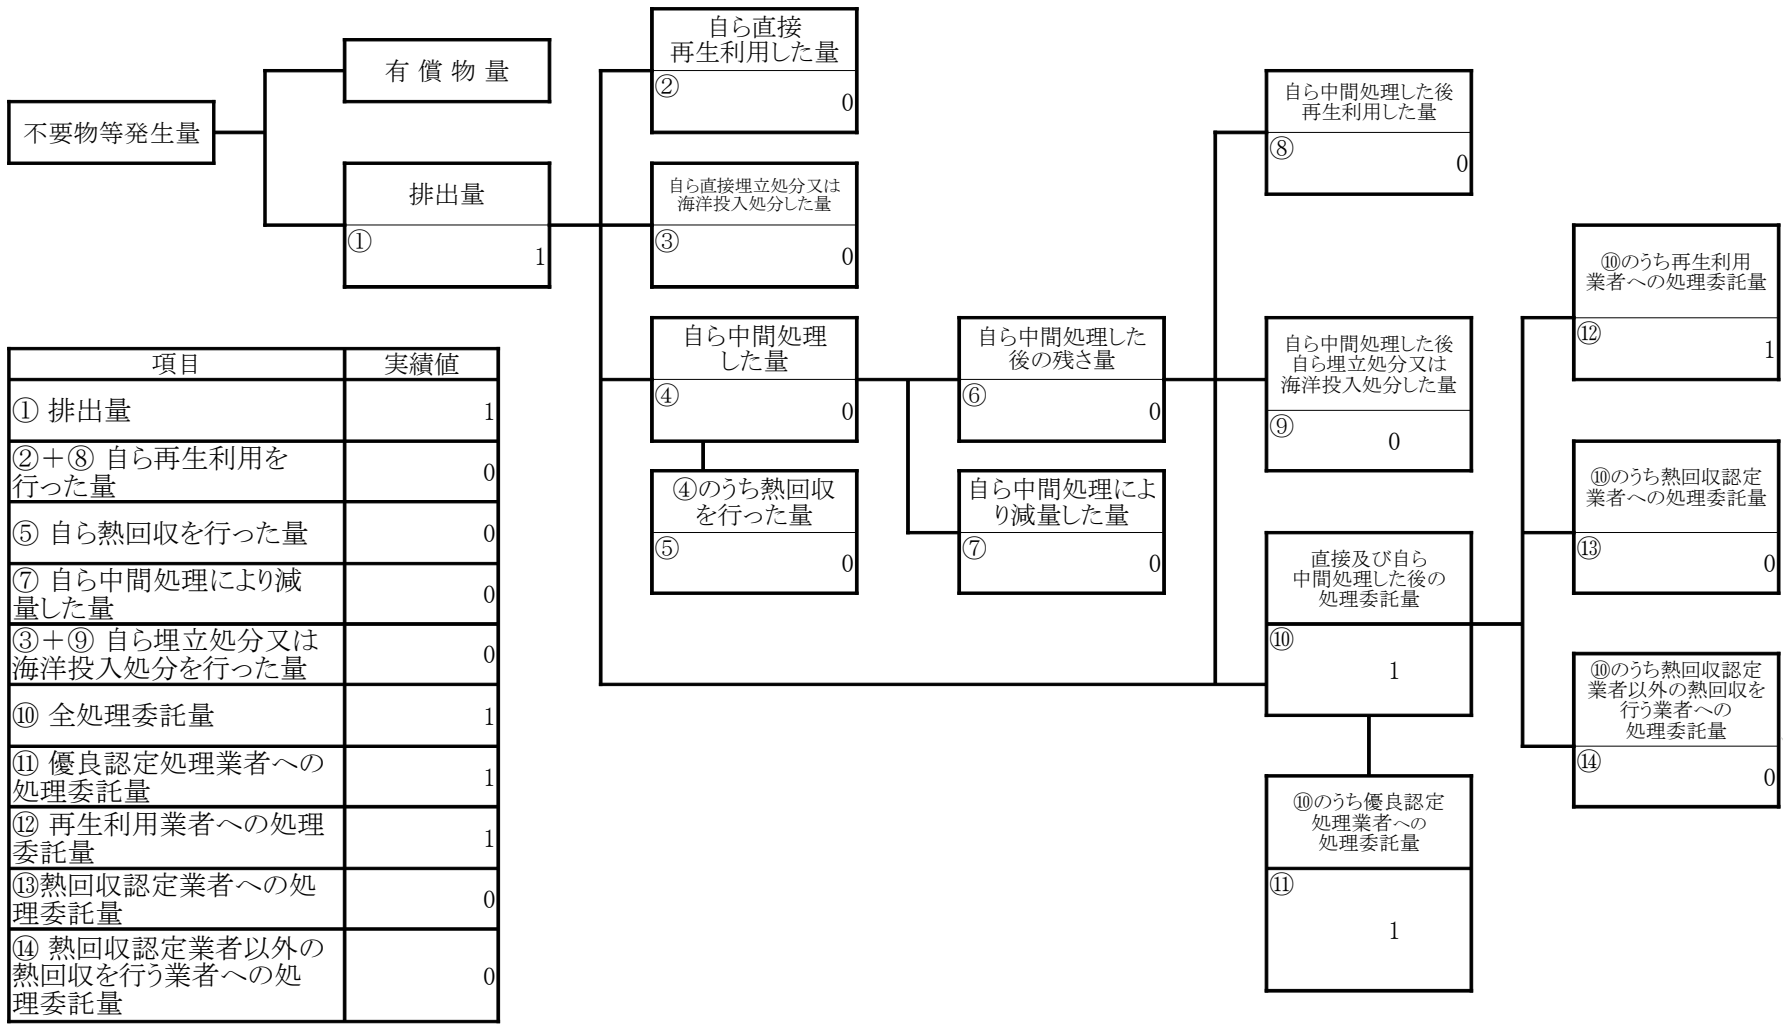 不要物等発生量
有償物量
排出量
①
1
自ら直接
再生利用した量
②
0
自ら直接埋立処分又は
海洋投入処分した量
③
0
自ら中間処理
した量
④
0
④のうち熱回収
を行った量
⑤
0
自ら中間処理した
後の残さ量
⑥
0
自ら中間処理によ
り減量した量
⑦
0
自ら中間処理した後
再生利用した量
⑧
0
自ら中間処理した後
自ら埋立処分又は
海洋投入処分した量
⑨
0
直接及び自ら
中間処理した後の
処理委託量
⑩
1
⑩のうち優良認定
処理業者への
処理委託量
⑪
1
⑩のうち再生利用
業者への処理委託量
⑫
1
⑩のうち熱回収認定
業者への処理委託量
⑬
0
⑩のうち熱回収認定
業者以外の熱回収を
行う業者への
処理委託量
⑭
0
項目 実績値
① 排出量 1
②+⑧ 自ら再生利用を
行った量 0
⑤ 自ら熱回収を行った量 0
⑦ 自ら中間処理により減
量した量 0
③+⑨ 自ら埋立処分又は
海洋投入処分を行った量 0
⑩ 全処理委託量 1
⑪ 優良認定処理業者への
処理委託量 1
⑫ 再生利用業者への処理
委託量 1
⑬熱回収認定業者への処
理委託量 0
⑭ 熱回収認定業者以外の
熱回収を行う業者への処
理委託量 0